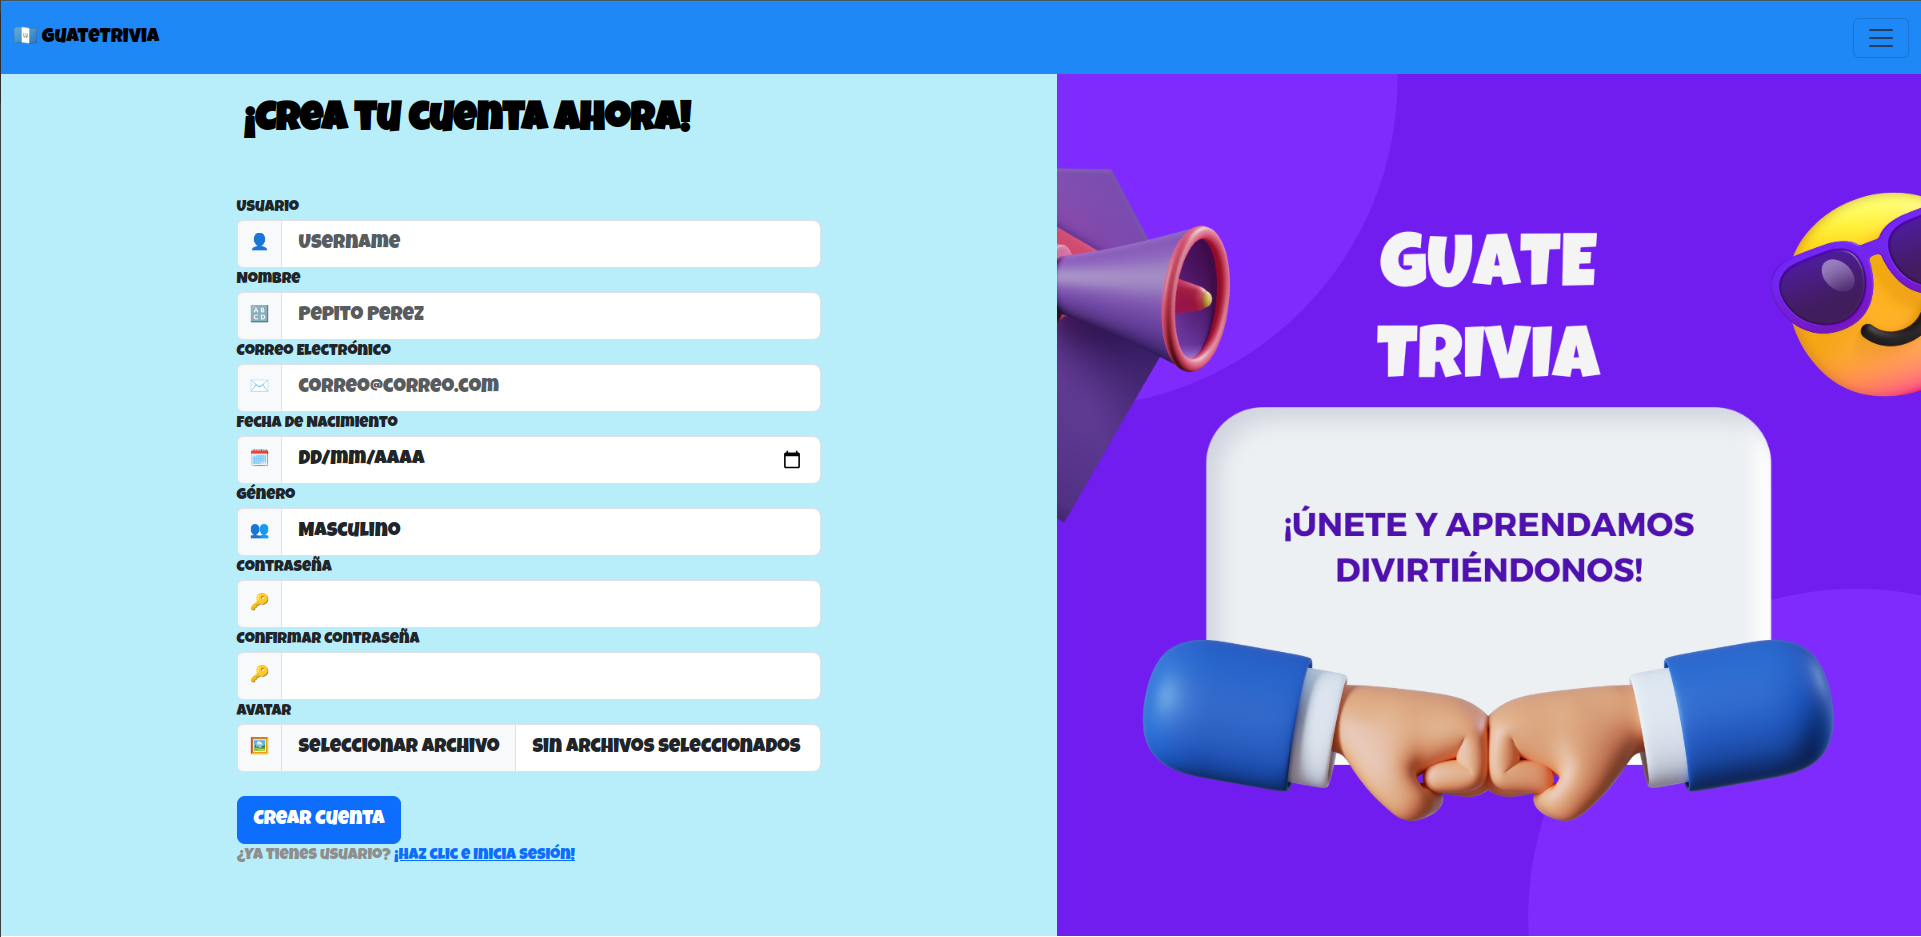 GuateTrivia
¡Crea tu cuenta ahora!
Usuario
Username
Nombre
Pepito Perez
Correo Electrónico
correo@correo.com
Fecha de Nacimiento
dd/mm/aaaa
Género
Masculino
Contraseña
Confirmar Contraseña
Avatar
Seleccionar archivo Sin archivos seleccionados
Crear cuenta
¿Ya tienes usuario? ¡Haz clic e inicia sesión!
GUATE
TRIVIA
¡ÚNETE Y APRENDAMOS
DIVIRTIÉNDONOS!